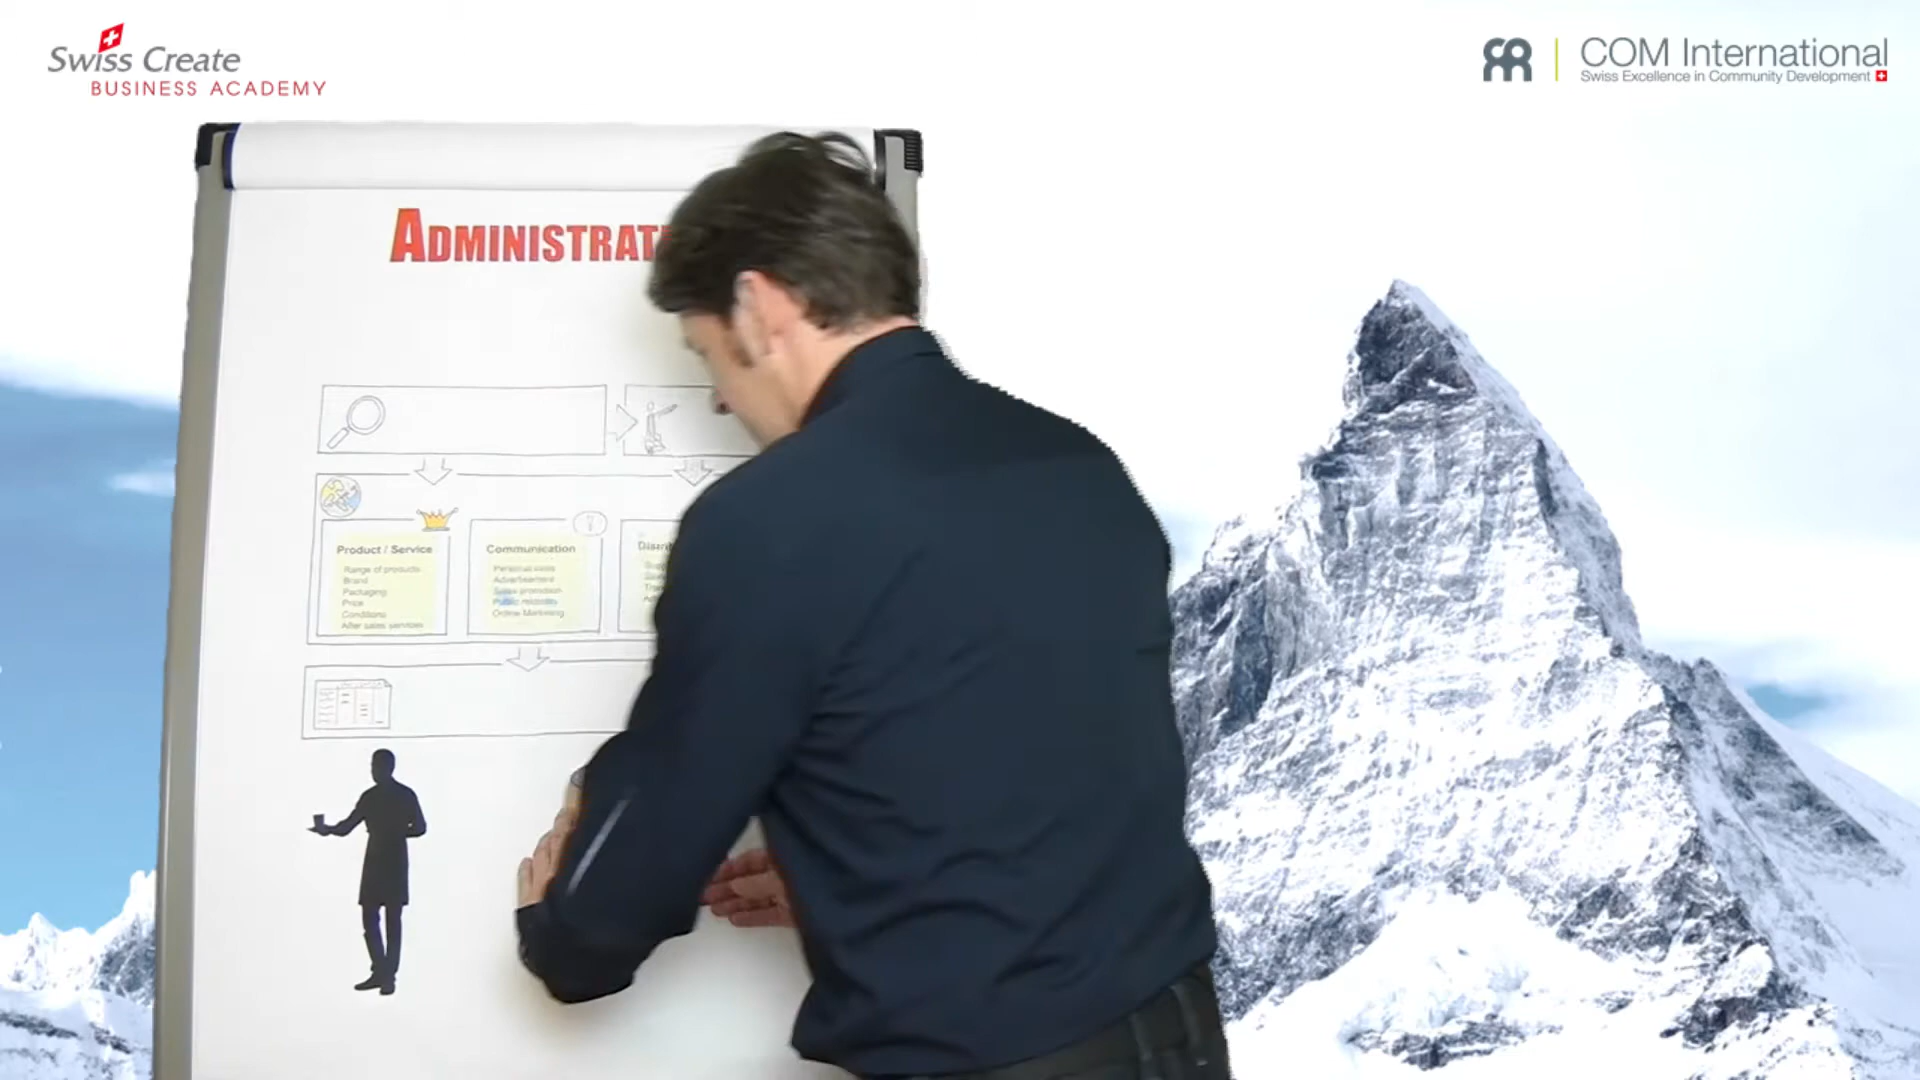 Swiss Create
BUSINESS ACADEMY
COM International
Swiss Excellence in Community Development
ADMINISTRAT
Product / Service
Range of products
Brand
Packaging
Price
Conditions
After sales services
Communication
Personal sales
Advertisement
Sales promotion
Public relations
Online Marketing